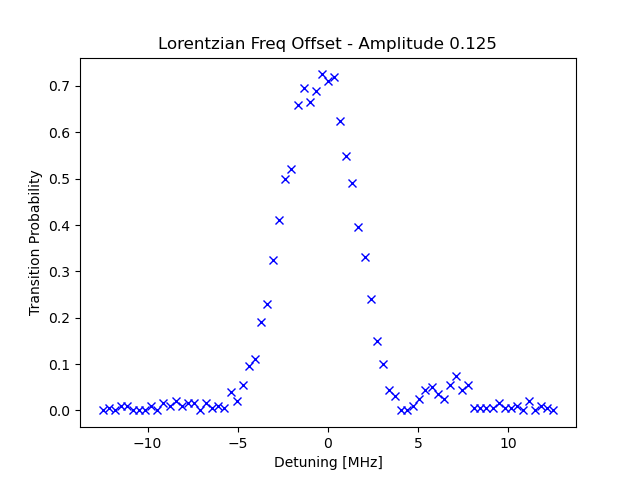 Lorentzian Freq Offset - Amplitude 0.125
Transition Probability
0.7
0.6
0.5
0.4
0.3
0.2
0.1
0.0
−10 −5 0 5 10
Detuning [MHz]